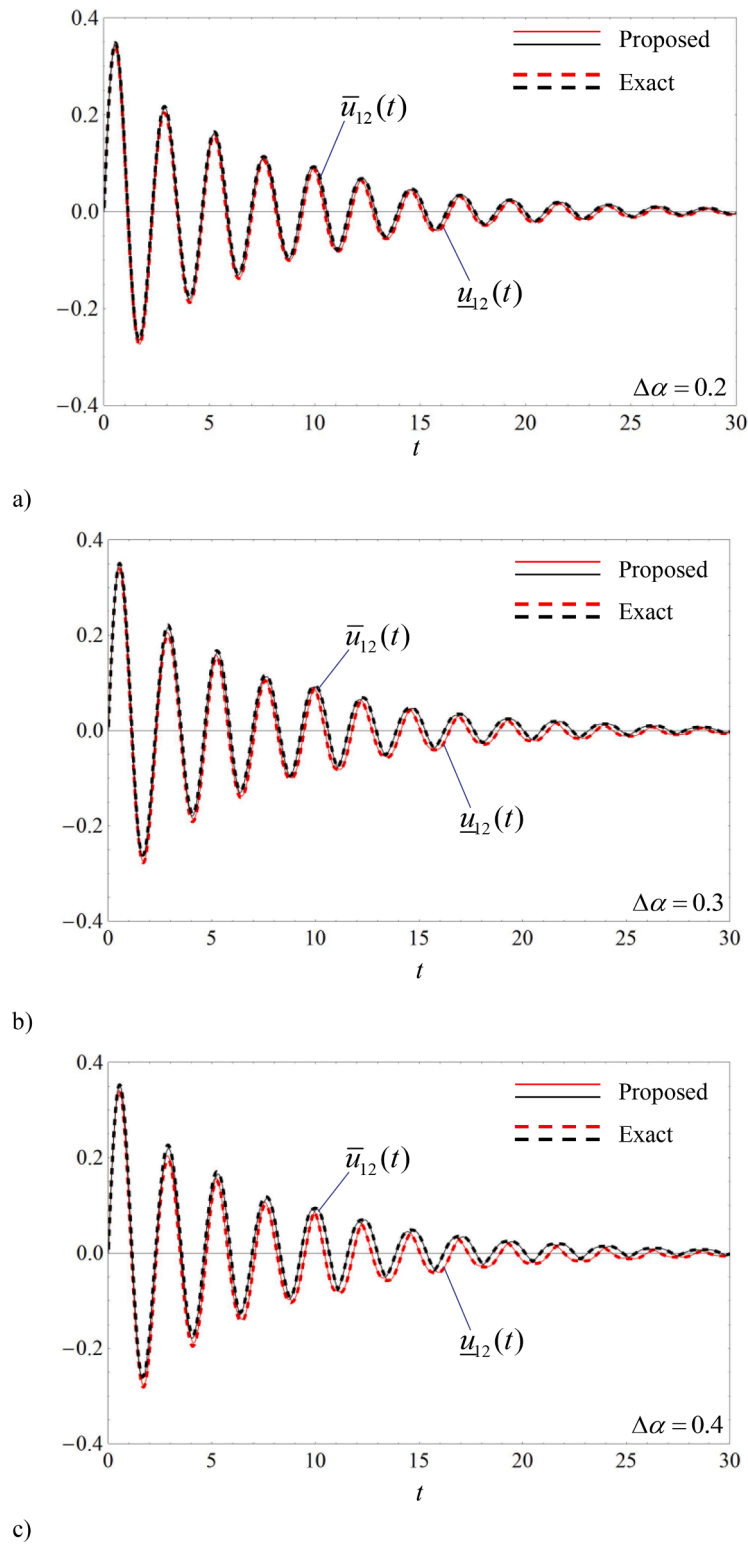 0.4
Proposed
Exact
u̅₁₂(t)
0.2
0.0
−0.2
u̲₁₂(t)
Δα = 0.2
−0.4
0 5 10 15 20 25 30
t
a)
0.4
Proposed
Exact
u̅₁₂(t)
0.2
0.0
−0.2
u̲₁₂(t)
Δα = 0.3
−0.4
0 5 10 15 20 25 30
t
b)
0.4
Proposed
Exact
u̅₁₂(t)
0.2
0.0
−0.2
u̲₁₂(t)
Δα = 0.4
−0.4
0 5 10 15 20 25 30
t
c)